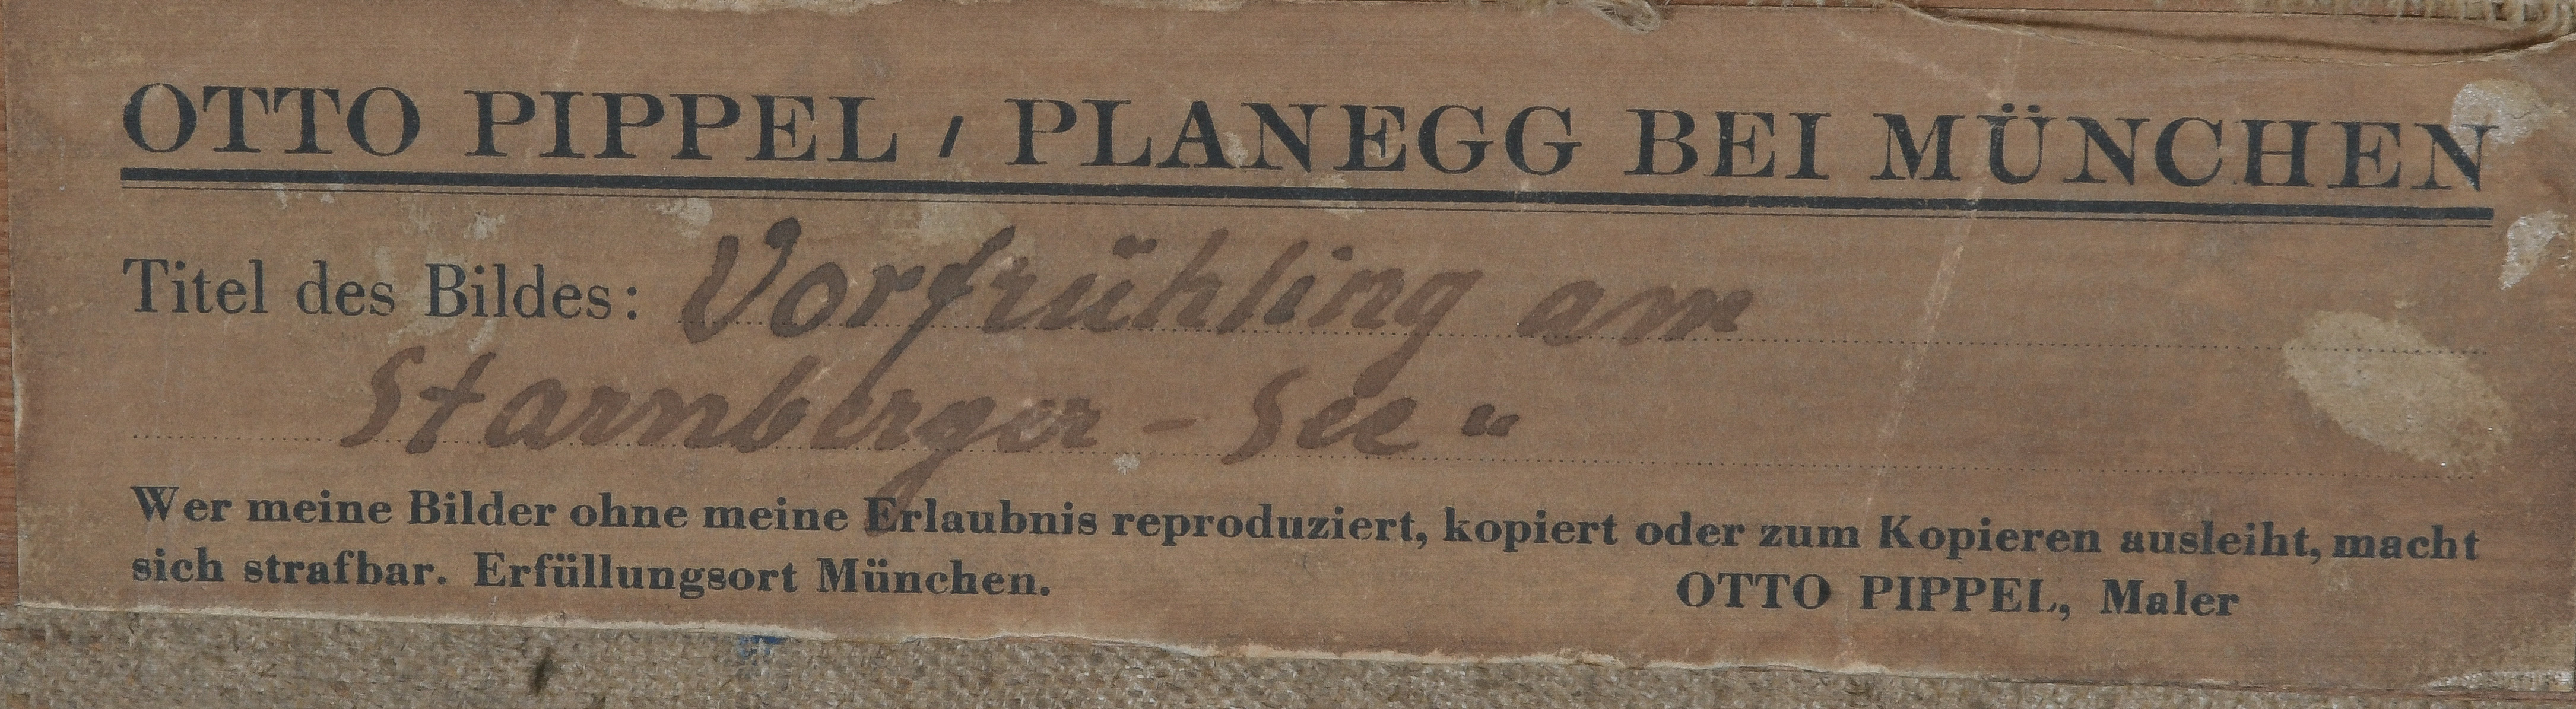 OTTO PIPPEL / PLANEGG BEI MÜNCHEN
Titel des Bildes: Vorfrühling am
Starnberger - See "
Wer meine Bilder ohne meine Erlaubnis reproduziert, kopiert oder zum Kopieren ausleiht, macht
sich strafbar. Erfüllungsort München.
OTTO PIPPEL, Maler